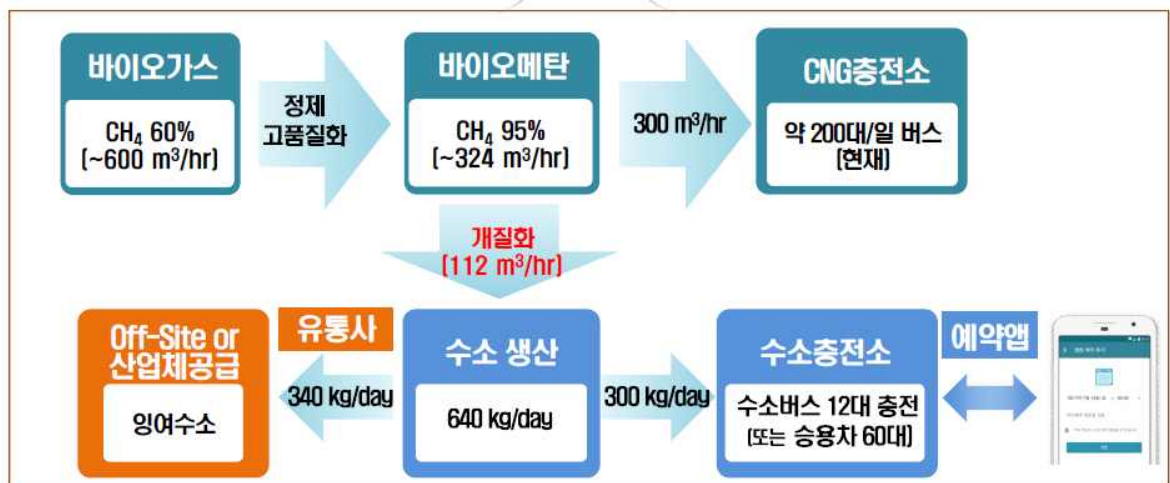 바이오가스
CH₄ 60%
(~600 m³/hr)
정제
고품질화
바이오메탄
CH₄ 95%
(~324 m³/hr)
300 m³/hr
CNG충전소
약 200대/일 버스
(현재)
개질화
(112 m³/hr)
Off-Site or
산업체공급
잉여수소
유통사
340 kg/day
수소 생산
640 kg/day
300 kg/day
수소충전소
수소버스 12대 충전
(또는 승용차 60대)
예약앱